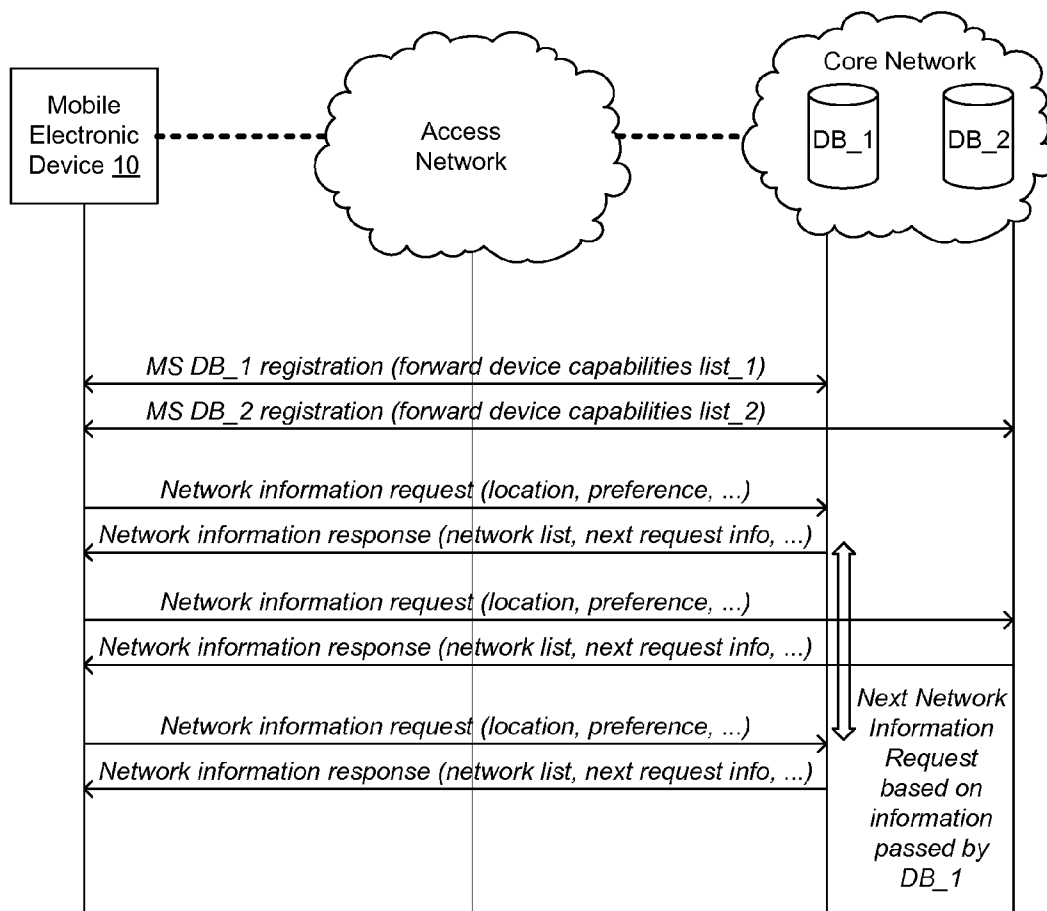 Mobile
Electronic
Device 10
Access
Network
Core Network
DB_1
DB_2
MS DB_1 registration (forward device capabilities list_1)
MS DB_2 registration (forward device capabilities list_2)
Network information request (location, preference, ...)
Network information response (network list, next request info, ...)
Network information request (location, preference, ...)
Network information response (network list, next request info, ...)
Network information request (location, preference, ...)
Network information response (network list, next request info, ...)
Next Network
Information
Request
based on
information
passed by
DB_1